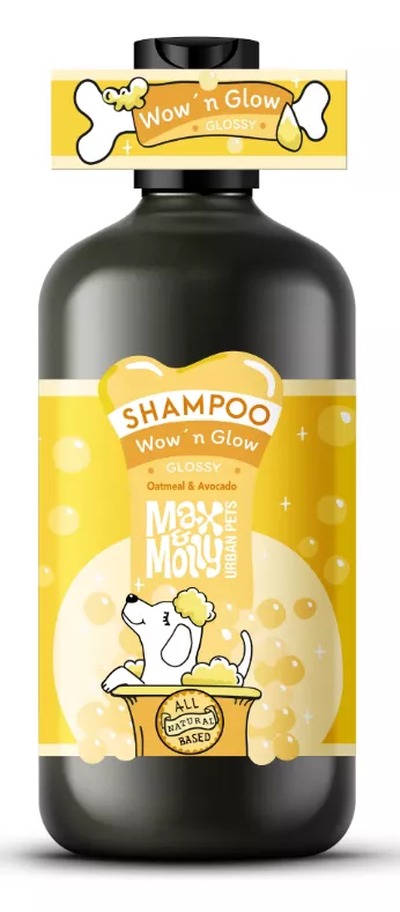 Wow´n Glow
• GLOSSY •
SHAMPOO
Wow´n Glow
• GLOSSY •
Oatmeal & Avocado
Max
&
Molly
URBAN PETS
ALL
NATURAL
BASED